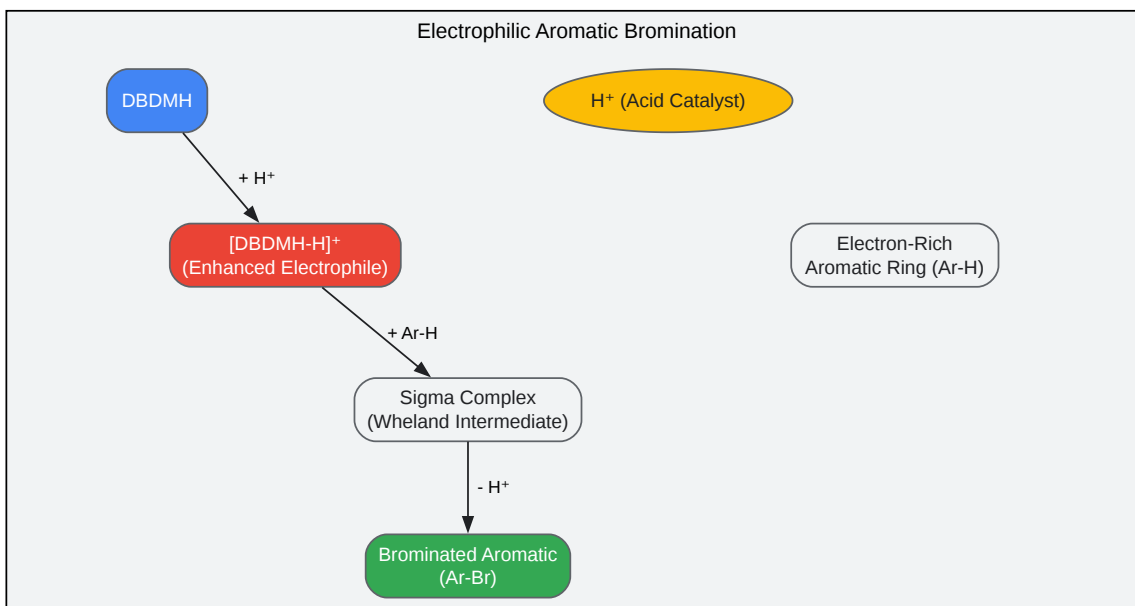 Electrophilic Aromatic Bromination
DBDMH
H⁺ (Acid Catalyst)
+ H⁺
[DBDMH-H]⁺
(Enhanced Electrophile)
Electron-Rich
Aromatic Ring (Ar-H)
+ Ar-H
Sigma Complex
(Wheland Intermediate)
- H⁺
Brominated Aromatic
(Ar-Br)